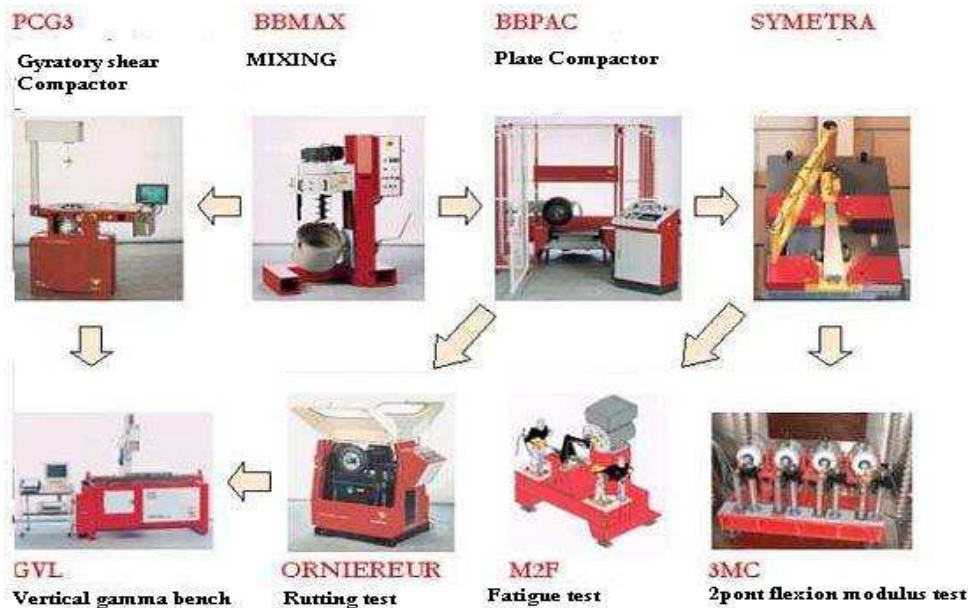 PCG3
BBMAX
BBPAC
SYMETRA
Gyratory shear
Compactor
MIXING
Plate Compactor
GVL
ORNIEREUR
M2F
3MC
Vertical gamma bench
Rutting test
Fatigue test
2pont flexion modulus test